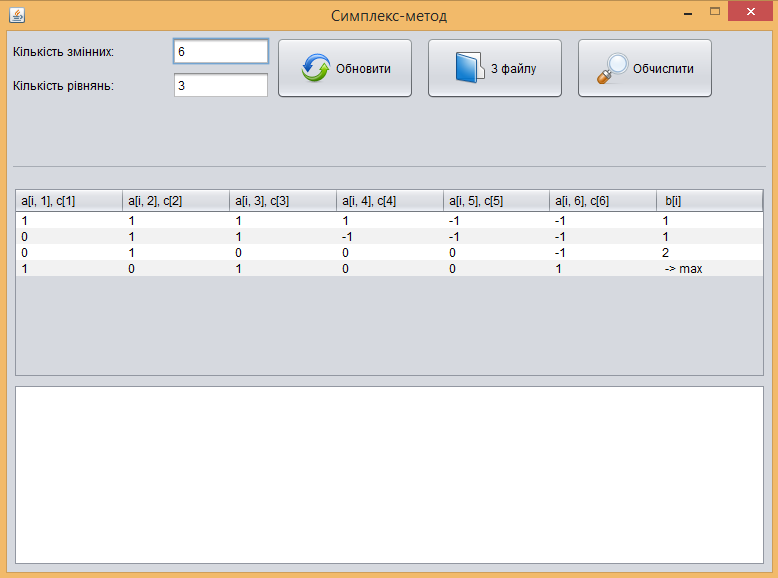 Симплекс-метод
Кількість змінних: 6
Кількість рівнянь: 3
Обновити З файлу Обчислити
a[i, 1], c[1] a[i, 2], c[2] a[i, 3], c[3] a[i, 4], c[4] a[i, 5], c[5] a[i, 6], c[6] b[i]
1 1 1 1 -1 -1 1
0 1 1 -1 -1 -1 1
0 1 0 0 0 -1 2
1 0 1 0 0 1 -> max